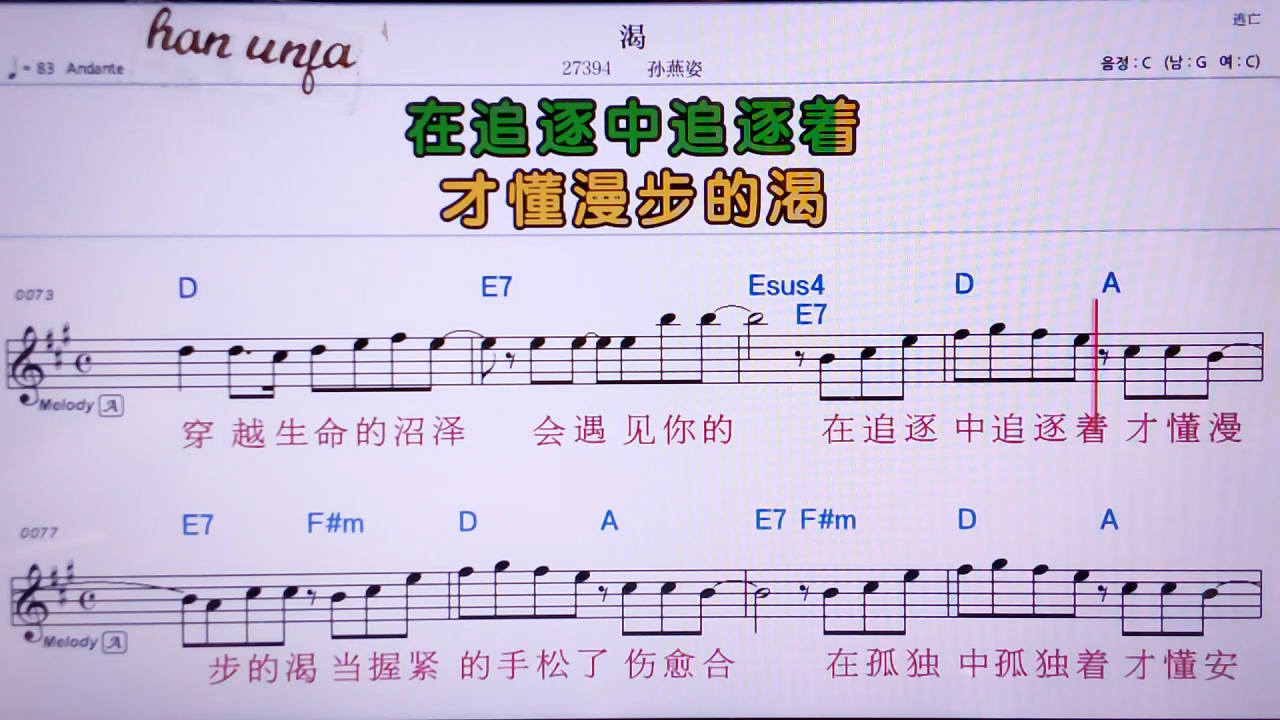 han unfa
渴
逃亡
♩= 83 Andante
27394 孙燕姿
음정 : C (남 : G 여 : C)
在追逐中追逐着
才懂漫步的渴
0073
D E7 Esus4 D A
E7
Melody A
穿 越生命的沼泽 会遇 见你的 在追逐 中追逐着 才懂漫
0077
E7 F#m D A E7 F#m D A
Melody A
步的渴 当握紧 的手松了 伤愈合 在孤独 中孤独着 才懂安